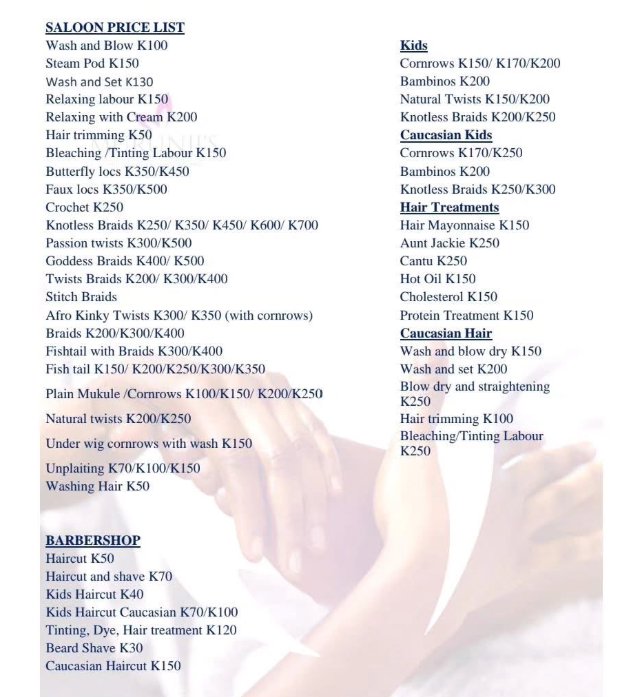 SALOON PRICE LIST
Wash and Blow K100
Steam Pod K150
Wash and Set K130
Relaxing labour K150
Relaxing with Cream K200
Hair trimming K50
Bleaching /Tinting Labour K150
Butterfly locs K350/K450
Faux locs K350/K500
Crochet K250
Knotless Braids K250/ K350/ K450/ K600/ K700
Passion twists K300/K500
Goddess Braids K400/ K500
Twists Braids K200/ K300/K400
Stitch Braids
Afro Kinky Twists K300/ K350 (with cornrows)
Braids K200/K300/K400
Fishtail with Braids K300/K400
Fish tail K150/ K200/K250/K300/K350
Plain Mukule /Cornrows K100/K150/ K200/K250
Natural twists K200/K250
Under wig cornrows with wash K150
Unplaiting K70/K100/K150
Washing Hair K50
BARBERSHOP
Haircut K50
Haircut and shave K70
Kids Haircut K40
Kids Haircut Caucasian K70/K100
Tinting, Dye, Hair treatment K120
Beard Shave K30
Caucasian Haircut K150
Kids
Cornrows K150/ K170/K200
Bambinos K200
Natural Twists K150/K200
Knotless Braids K200/K250
Caucasian Kids
Cornrows K170/K250
Bambinos K200
Knotless Braids K250/K300
Hair Treatments
Hair Mayonnaise K150
Aunt Jackie K250
Cantu K250
Hot Oil K150
Cholesterol K150
Protein Treatment K150
Caucasian Hair
Wash and blow dry K150
Wash and set K200
Blow dry and straightening
K250
Hair trimming K100
Bleaching/Tinting Labour
K250